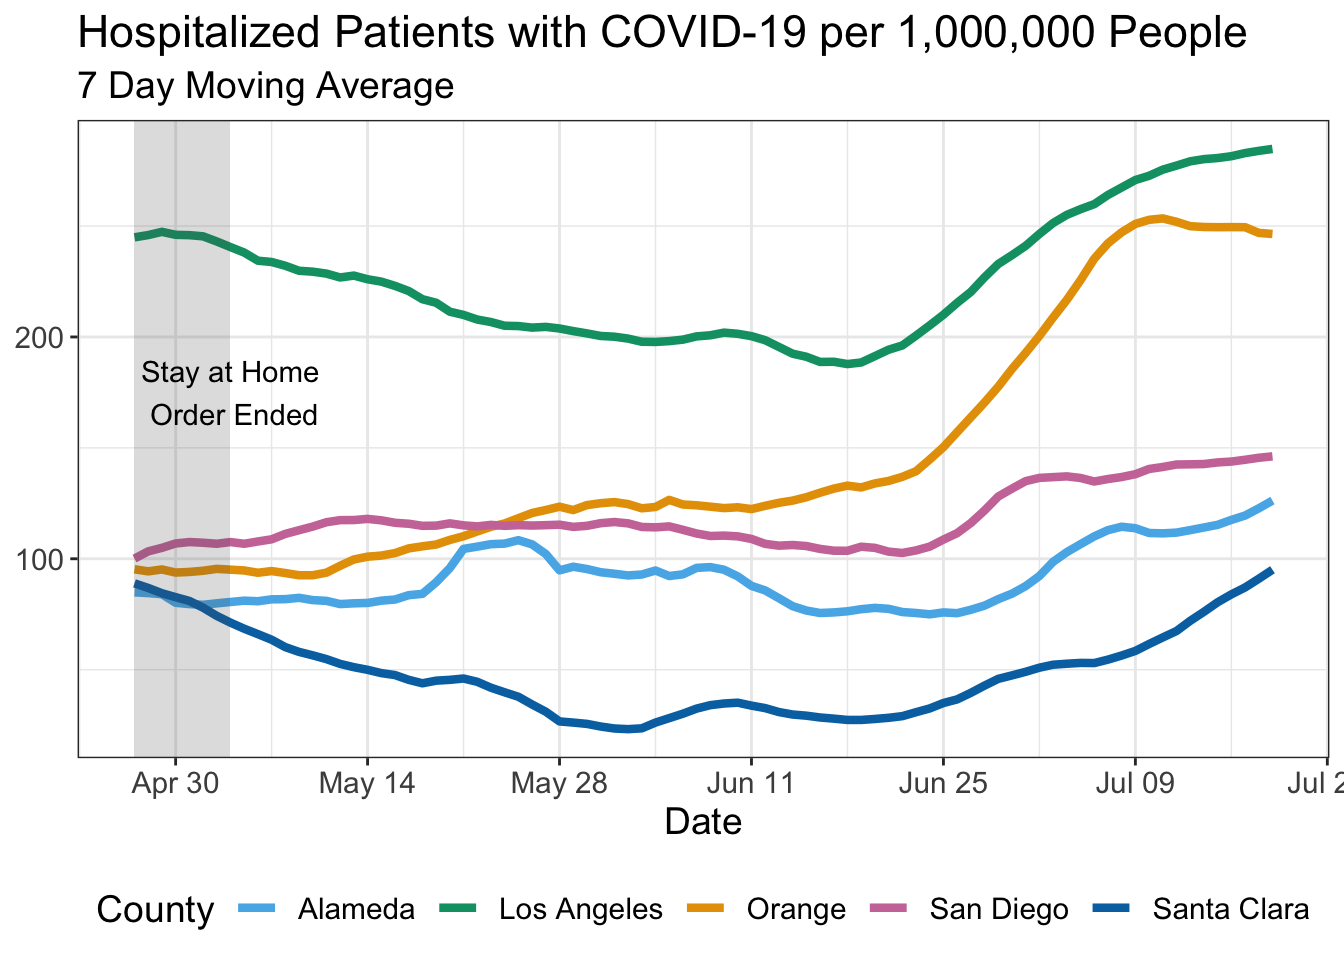 Hospitalized Patients with COVID-19 per 1,000,000 People
7 Day Moving Average
200
Stay at Home
Order Ended
100
Apr 30 May 14 May 28 Jun 11 Jun 25 Jul 09 Jul 2
Date
County Alameda Los Angeles Orange San Diego Santa Clara